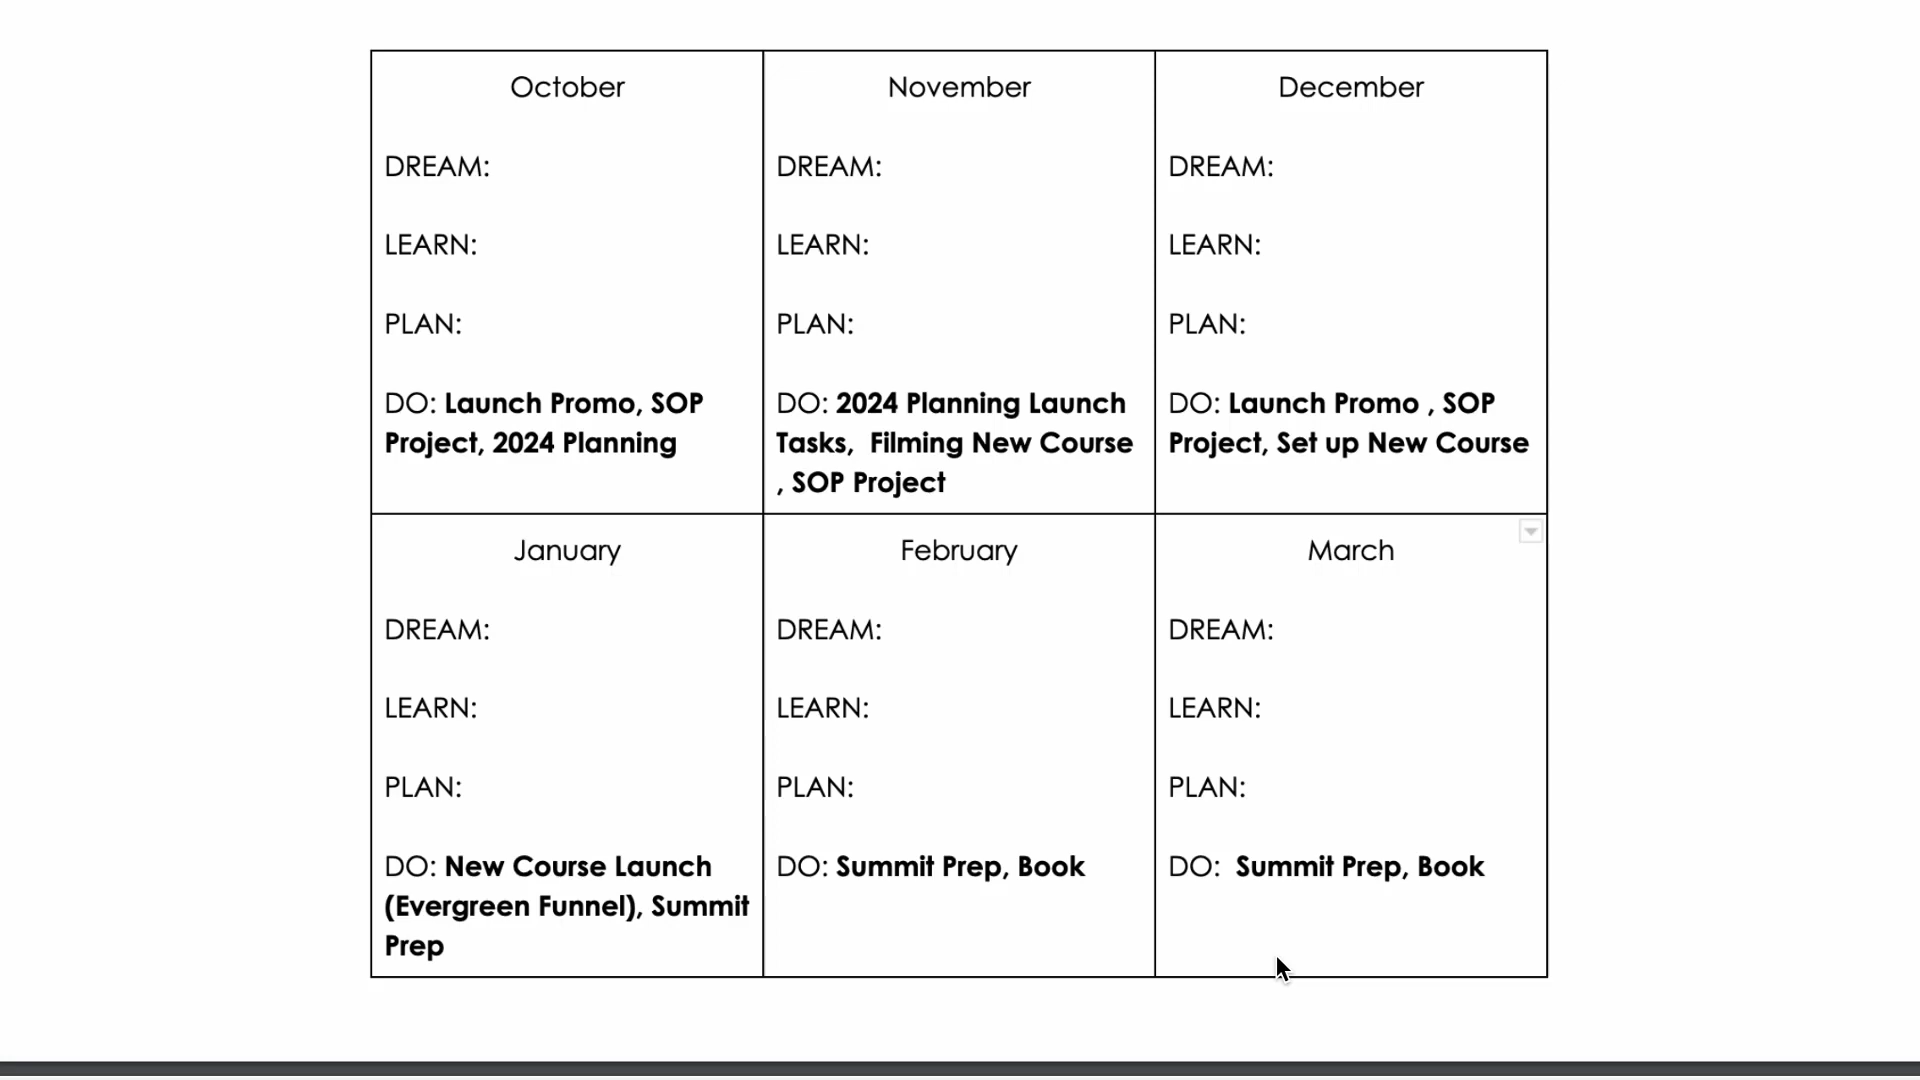 October
DREAM:
LEARN:
PLAN:
DO: Launch Promo, SOP
Project, 2024 Planning
November
DREAM:
LEARN:
PLAN:
DO: 2024 Planning Launch
Tasks,  Filming New Course
, SOP Project
December
DREAM:
LEARN:
PLAN:
DO: Launch Promo , SOP
Project, Set up New Course
January
DREAM:
LEARN:
PLAN:
DO: New Course Launch
(Evergreen Funnel), Summit
Prep
February
DREAM:
LEARN:
PLAN:
DO: Summit Prep, Book
March
DREAM:
LEARN:
PLAN:
DO:  Summit Prep, Book